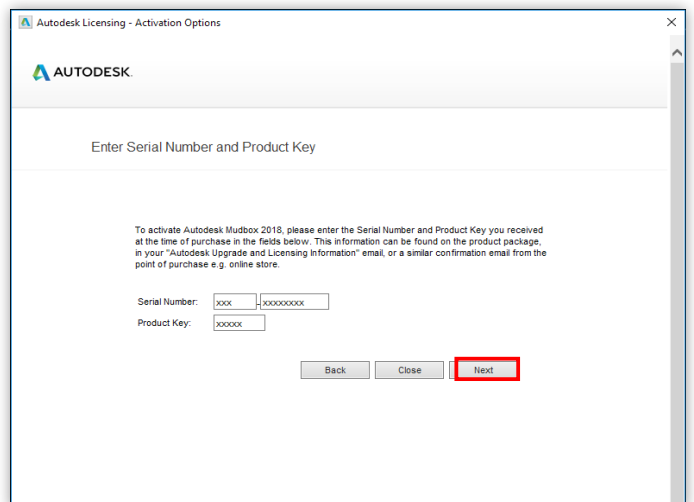 Autodesk Licensing - Activation Options
AUTODESK.
Enter Serial Number and Product Key
To activate Autodesk Mudbox 2018, please enter the Serial Number and Product Key you received
at the time of purchase in the fields below. This information can be found on the product package,
in your "Autodesk Upgrade and Licensing Information" email, or a similar confirmation email from the
point of purchase e.g. online store.
Serial Number: xxx - xxxxxxxx
Product Key: xxxxx
Back Close Next